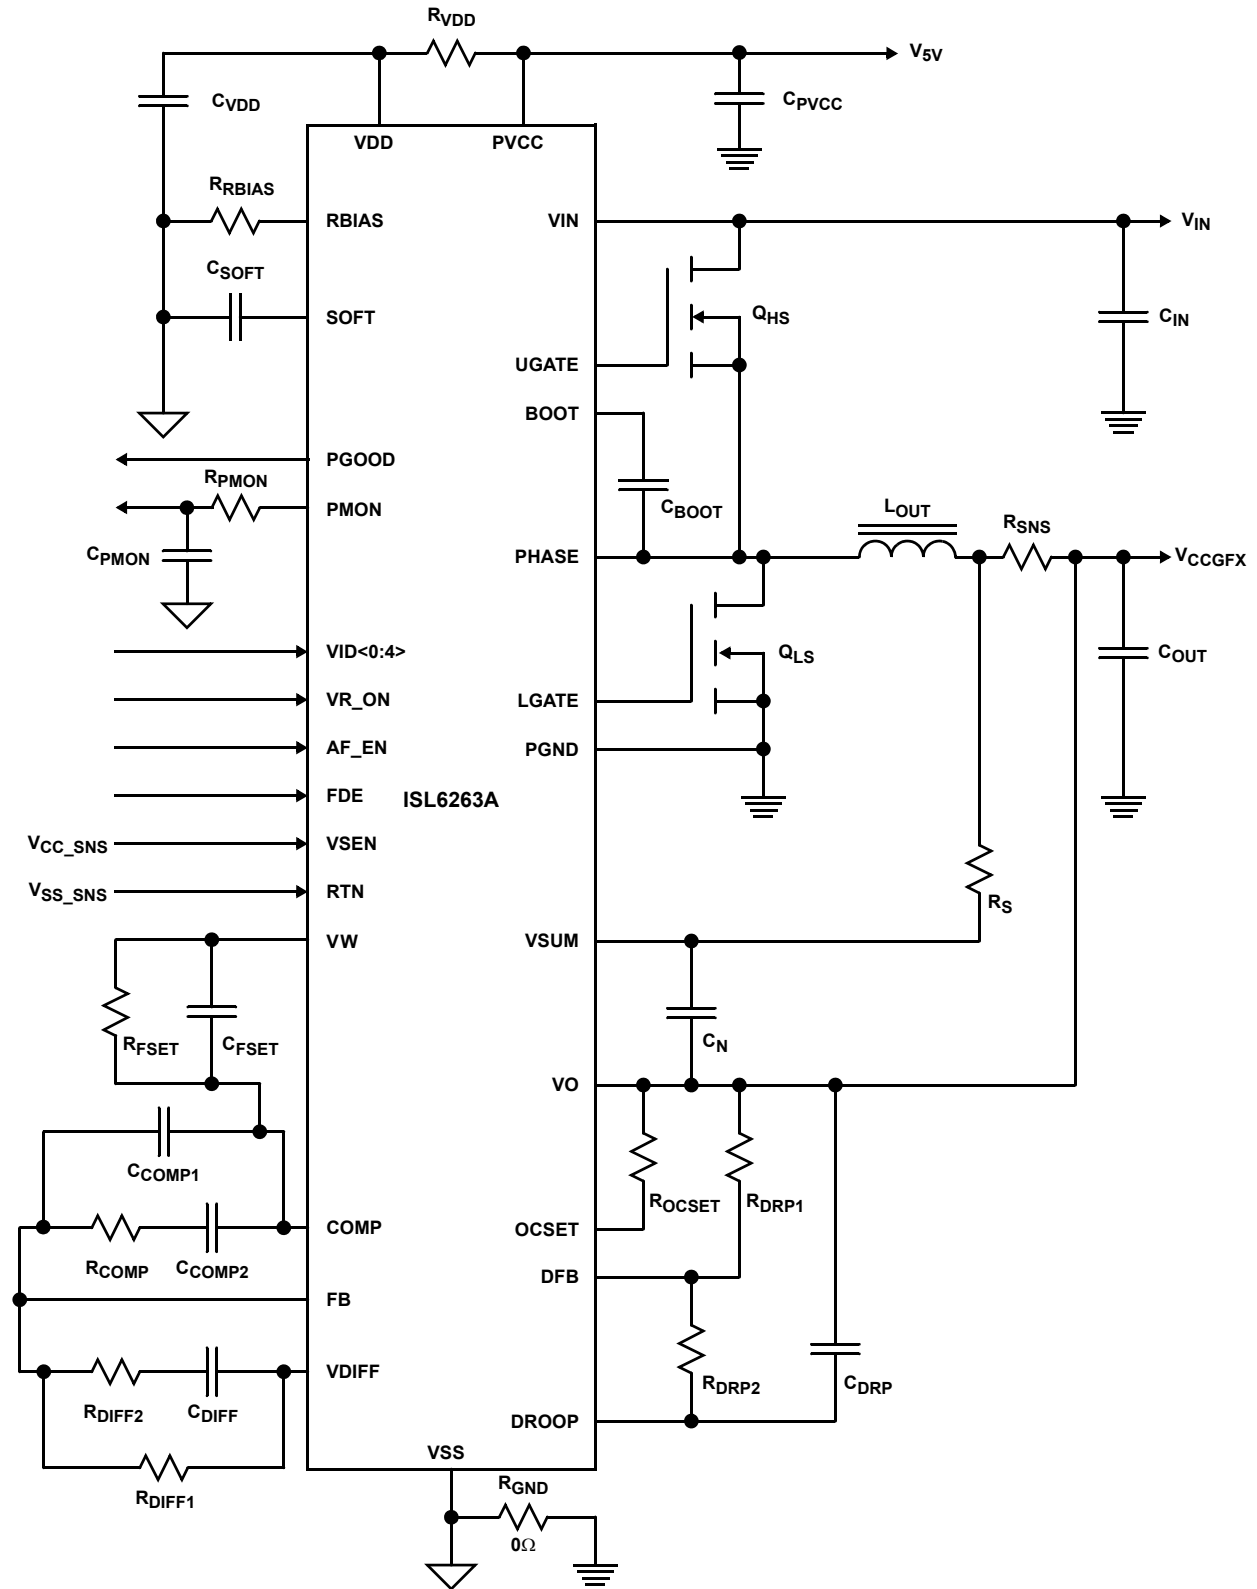 RVDD
V5V
CVDD
CPVCC
VDD
PVCC
RRBIAS
RBIAS
VIN
VIN
CSOFT
SOFT
QHS
CIN
UGATE
BOOT
PGOOD
RPMON
PMON
CBOOT
LOUT
RSNS
CPMON
PHASE
VCCGFX
VID<0:4>
QLS
COUT
VR_ON
LGATE
AF_EN
PGND
FDE
ISL6263A
VCC_SNS
VSEN
VSS_SNS
RTN
RS
VW
VSUM
RFSET
CFSET
CN
VO
CCOMP1
ROCSET
RDRP1
COMP
OCSET
RCOMP
CCOMP2
DFB
FB
VDIFF
RDRP2
CDRP
RDIFF2
CDIFF
DROOP
VSS
RDIFF1
RGND
0Ω